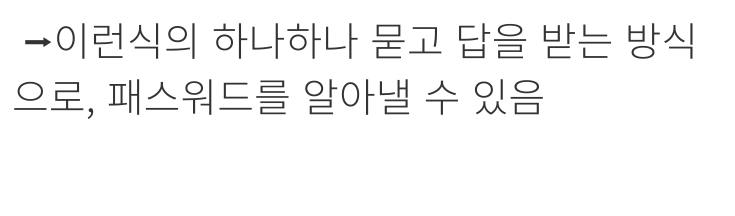 ➞이런식의 하나하나 묻고 답을 받는 방식
으로, 패스워드를 알아낼 수 있음